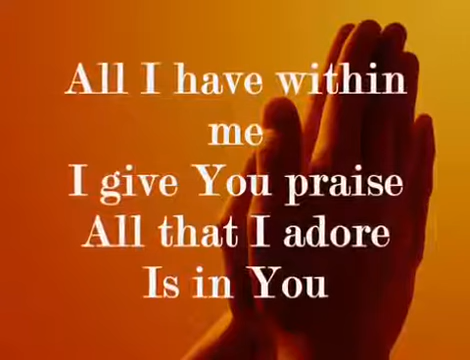 All I have within
me
I give You praise
All that I adore
Is in You